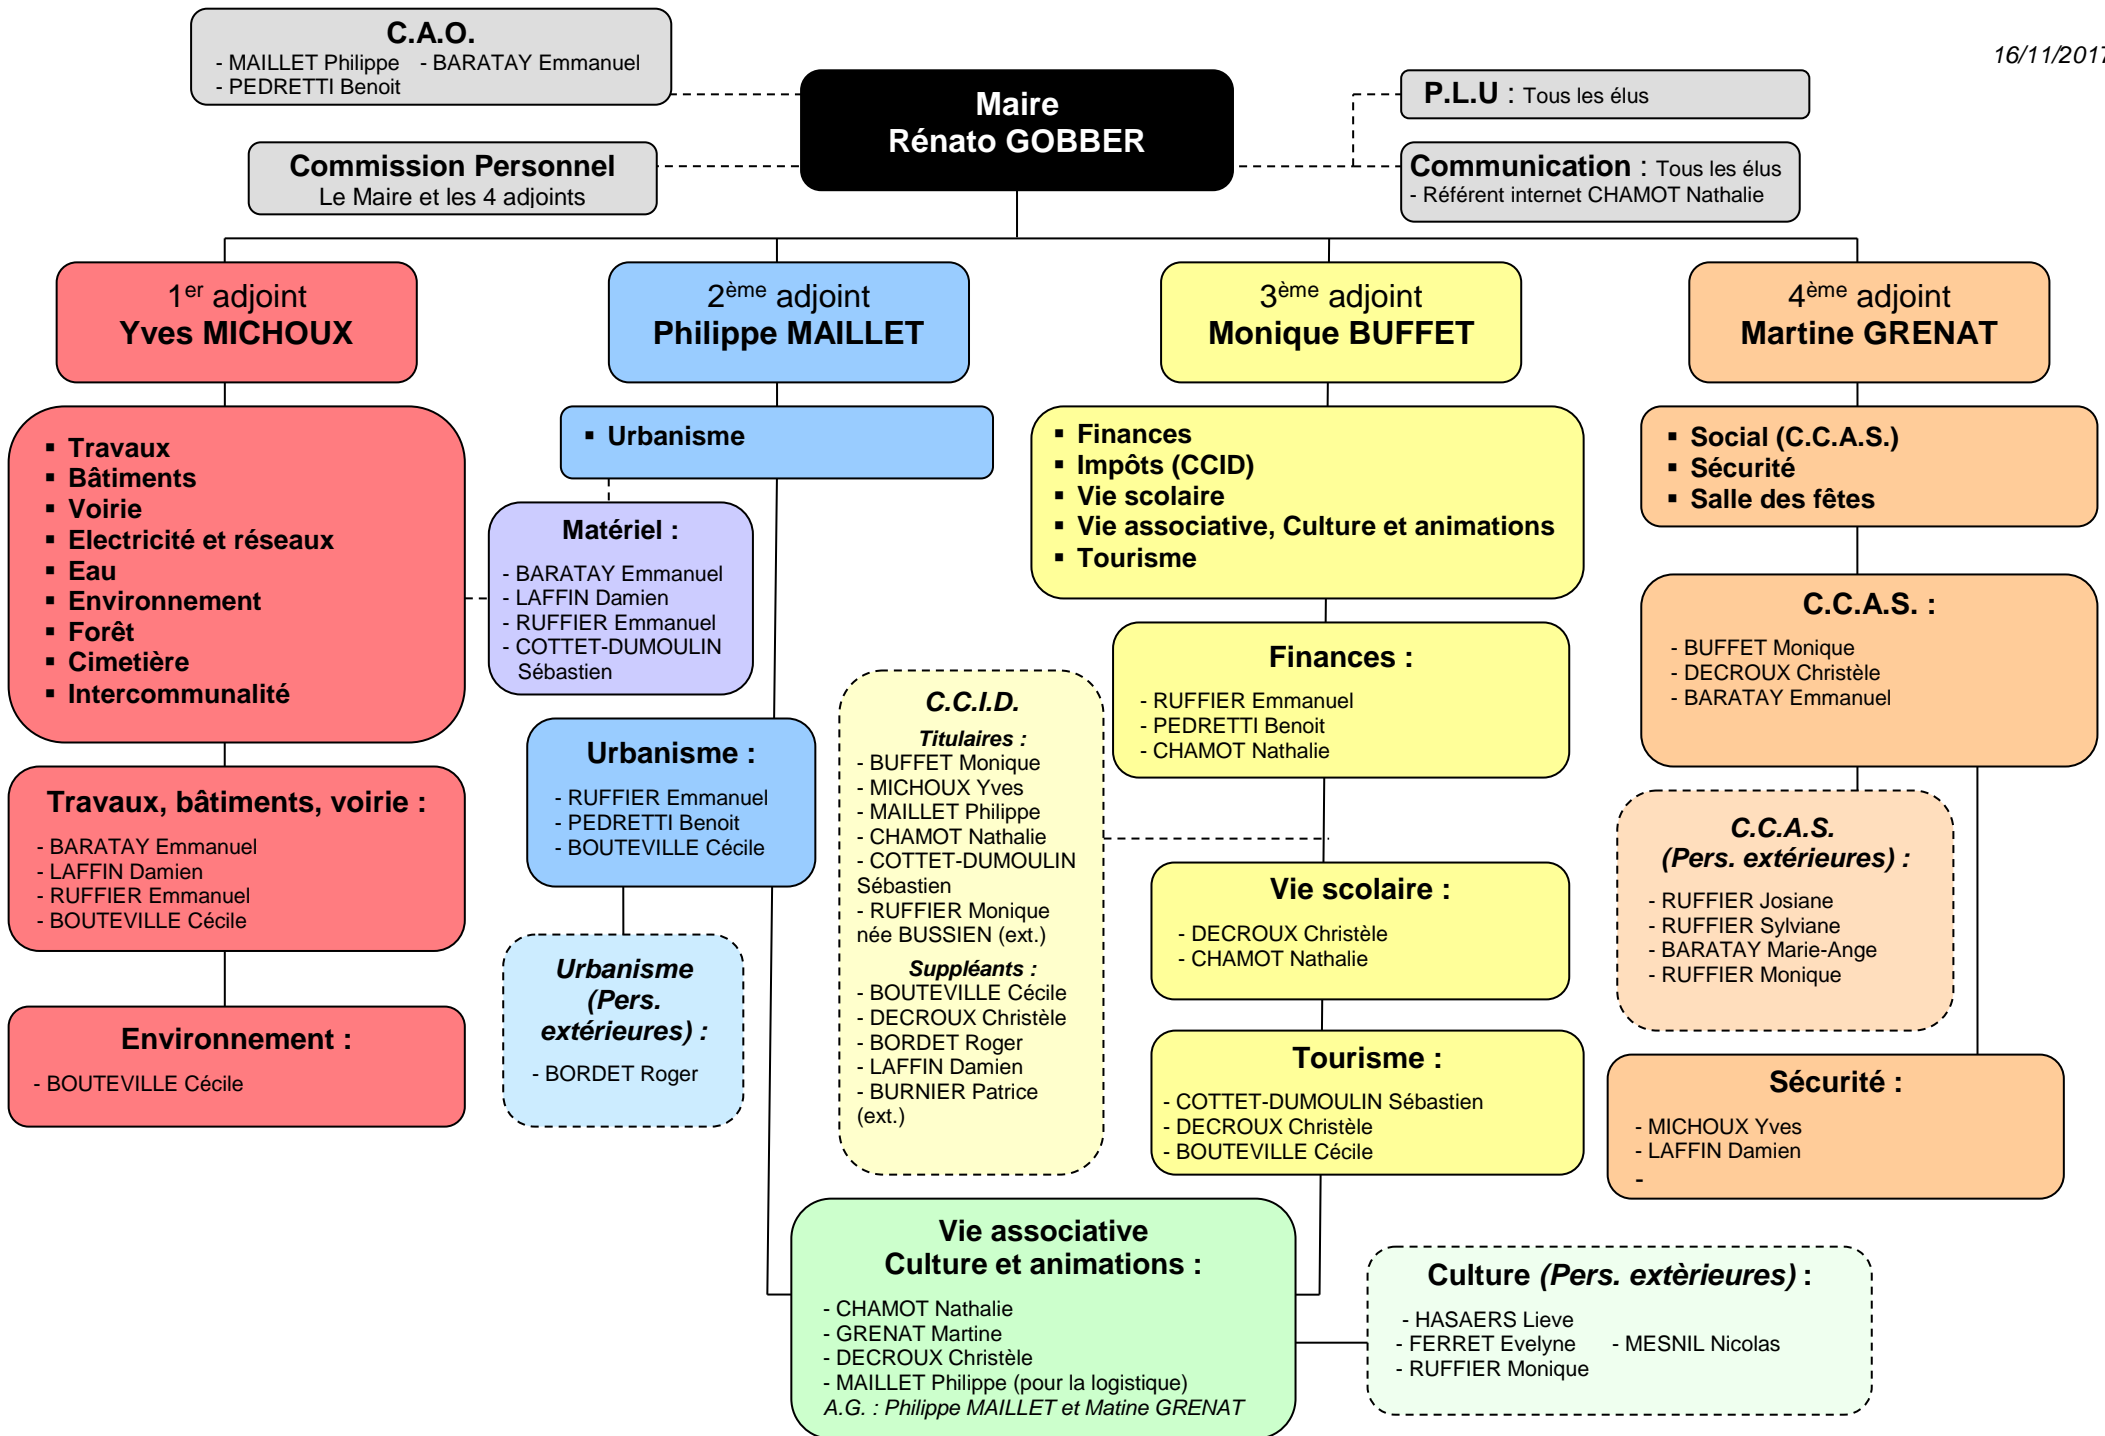 C.A.O.
- MAILLET Philippe - BARATAY Emmanuel
- PEDRETTI Benoit
16/11/2017
Maire
Rénato GOBBER
P.L.U : Tous les élus
Commission Personnel
Le Maire et les 4 adjoints
Communication : Tous les élus
- Référent internet CHAMOT Nathalie
1er adjoint
Yves MICHOUX
2ème adjoint
Philippe MAILLET
3ème adjoint
Monique BUFFET
4ème adjoint
Martine GRENAT
▪ Travaux
▪ Bâtiments
▪ Voirie
▪ Electricité et réseaux
▪ Eau
▪ Environnement
▪ Forêt
▪ Cimetière
▪ Intercommunalité
▪ Urbanisme
▪ Finances
▪ Impôts (CCID)
▪ Vie scolaire
▪ Vie associative, Culture et animations
▪ Tourisme
▪ Social (C.C.A.S.)
▪ Sécurité
▪ Salle des fêtes
Matériel :
- BARATAY Emmanuel
- LAFFIN Damien
- RUFFIER Emmanuel
- COTTET-DUMOULIN
Sébastien
Finances :
- RUFFIER Emmanuel
- PEDRETTI Benoit
- CHAMOT Nathalie
C.C.A.S. :
- BUFFET Monique
- DECROUX Christèle
- BARATAY Emmanuel
Travaux, bâtiments, voirie :
- BARATAY Emmanuel
- LAFFIN Damien
- RUFFIER Emmanuel
- BOUTEVILLE Cécile
Urbanisme :
- RUFFIER Emmanuel
- PEDRETTI Benoit
- BOUTEVILLE Cécile
C.C.I.D.
Titulaires :
- BUFFET Monique
- MICHOUX Yves
- MAILLET Philippe
- CHAMOT Nathalie
- COTTET-DUMOULIN
Sébastien
- RUFFIER Monique
née BUSSIEN (ext.)
Suppléants :
- BOUTEVILLE Cécile
- DECROUX Christèle
- BORDET Roger
- LAFFIN Damien
- BURNIER Patrice
(ext.)
Vie scolaire :
- DECROUX Christèle
- CHAMOT Nathalie
C.C.A.S.
(Pers. extérieures) :
- RUFFIER Josiane
- RUFFIER Sylviane
- BARATAY Marie-Ange
- RUFFIER Monique
Environnement :
- BOUTEVILLE Cécile
Urbanisme
(Pers.
extérieures) :
- BORDET Roger
Tourisme :
- COTTET-DUMOULIN Sébastien
- DECROUX Christèle
- BOUTEVILLE Cécile
Sécurité :
- MICHOUX Yves
- LAFFIN Damien
-
Vie associative
Culture et animations :
- CHAMOT Nathalie
- GRENAT Martine
- DECROUX Christèle
- MAILLET Philippe (pour la logistique)
A.G. : Philippe MAILLET et Matine GRENAT
Culture (Pers. extèrieures) :
- HASAERS Lieve
- FERRET Evelyne - MESNIL Nicolas
- RUFFIER Monique